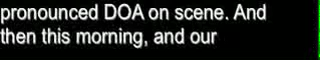 pronounced DOA on scene. And
then this morning, and our